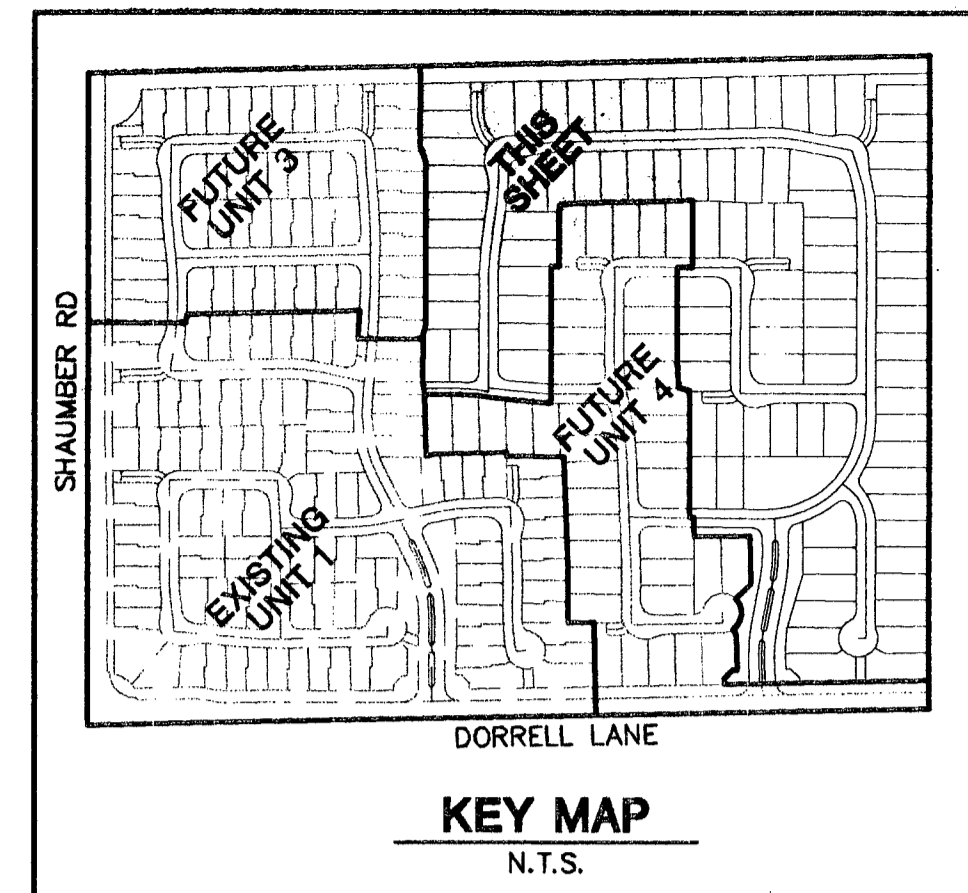 FUTURE
UNIT 3
THIS
SHEET
SHAUMBER RD
FUTURE
UNIT 4
EXISTING
UNIT 1
DORRELL LANE
KEY MAP
N.T.S.